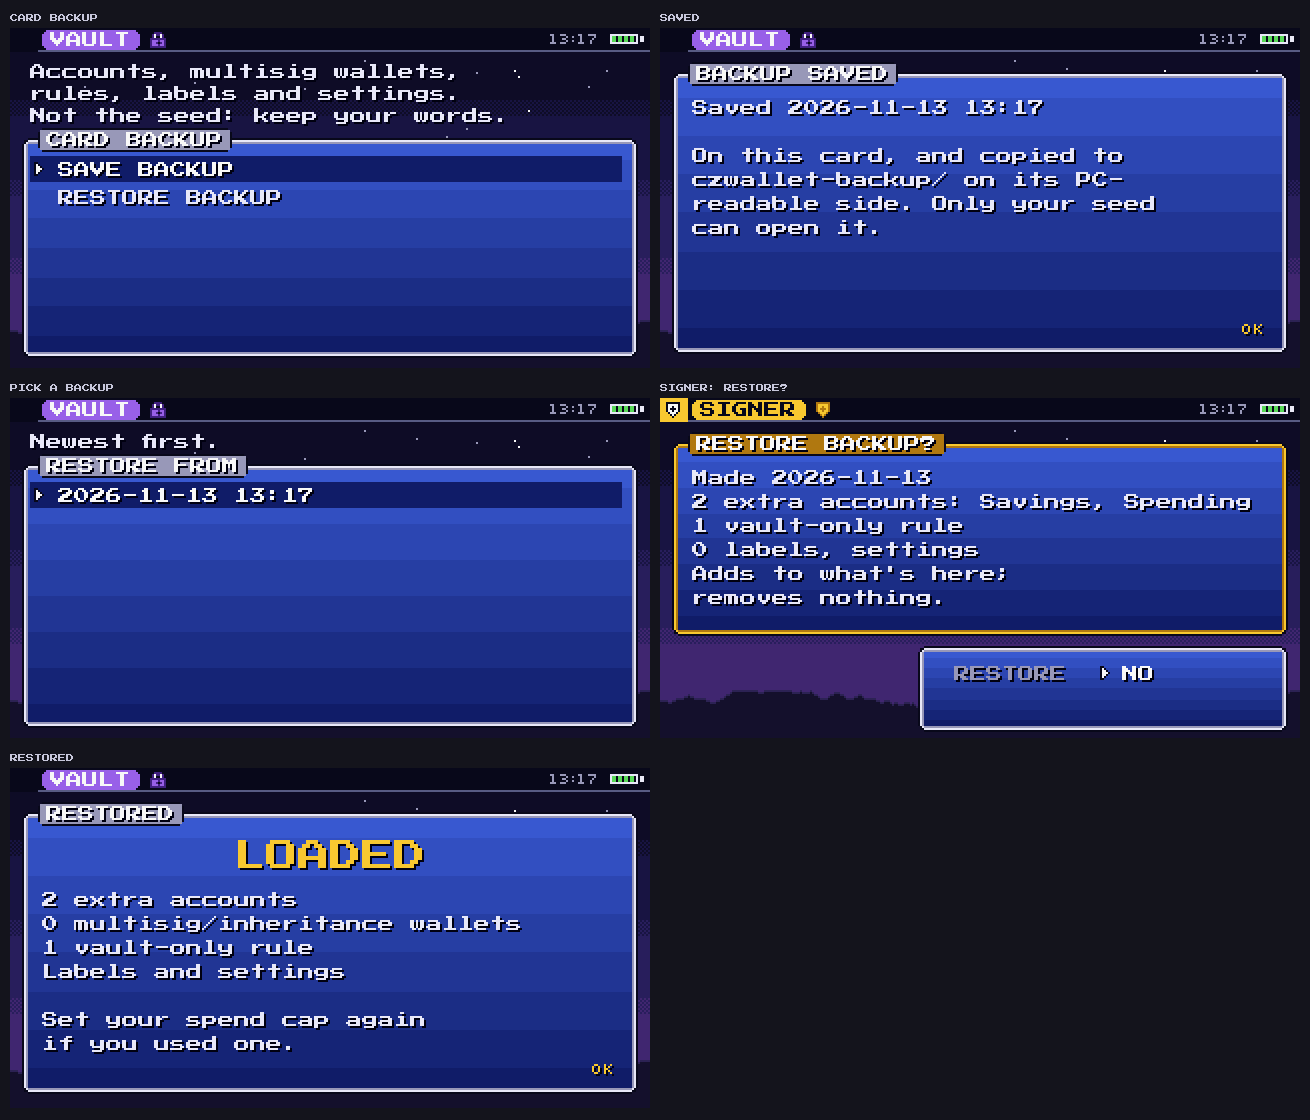 CARD BACKUP
VAULT 13:17
Accounts, multisig wallets,
rules, labels and settings.
Not the seed: keep your words.
CARD BACKUP
SAVE BACKUP
RESTORE BACKUP
SAVED
VAULT 13:17
BACKUP SAVED
Saved 2026-11-13 13:17
On this card, and copied to
czwallet-backup/ on its PC-
readable side. Only your seed
can open it.
OK
PICK A BACKUP
VAULT 13:17
Newest first.
RESTORE FROM
2026-11-13 13:17
SIGNER: RESTORE?
SIGNER 13:17
RESTORE BACKUP?
Made 2026-11-13
2 extra accounts: Savings, Spending
1 vault-only rule
0 labels, settings
Adds to what's here;
removes nothing.
RESTORE NO
RESTORED
VAULT 13:17
RESTORED
LOADED
2 extra accounts
0 multisig/inheritance wallets
1 vault-only rule
Labels and settings
Set your spend cap again
if you used one.
OK